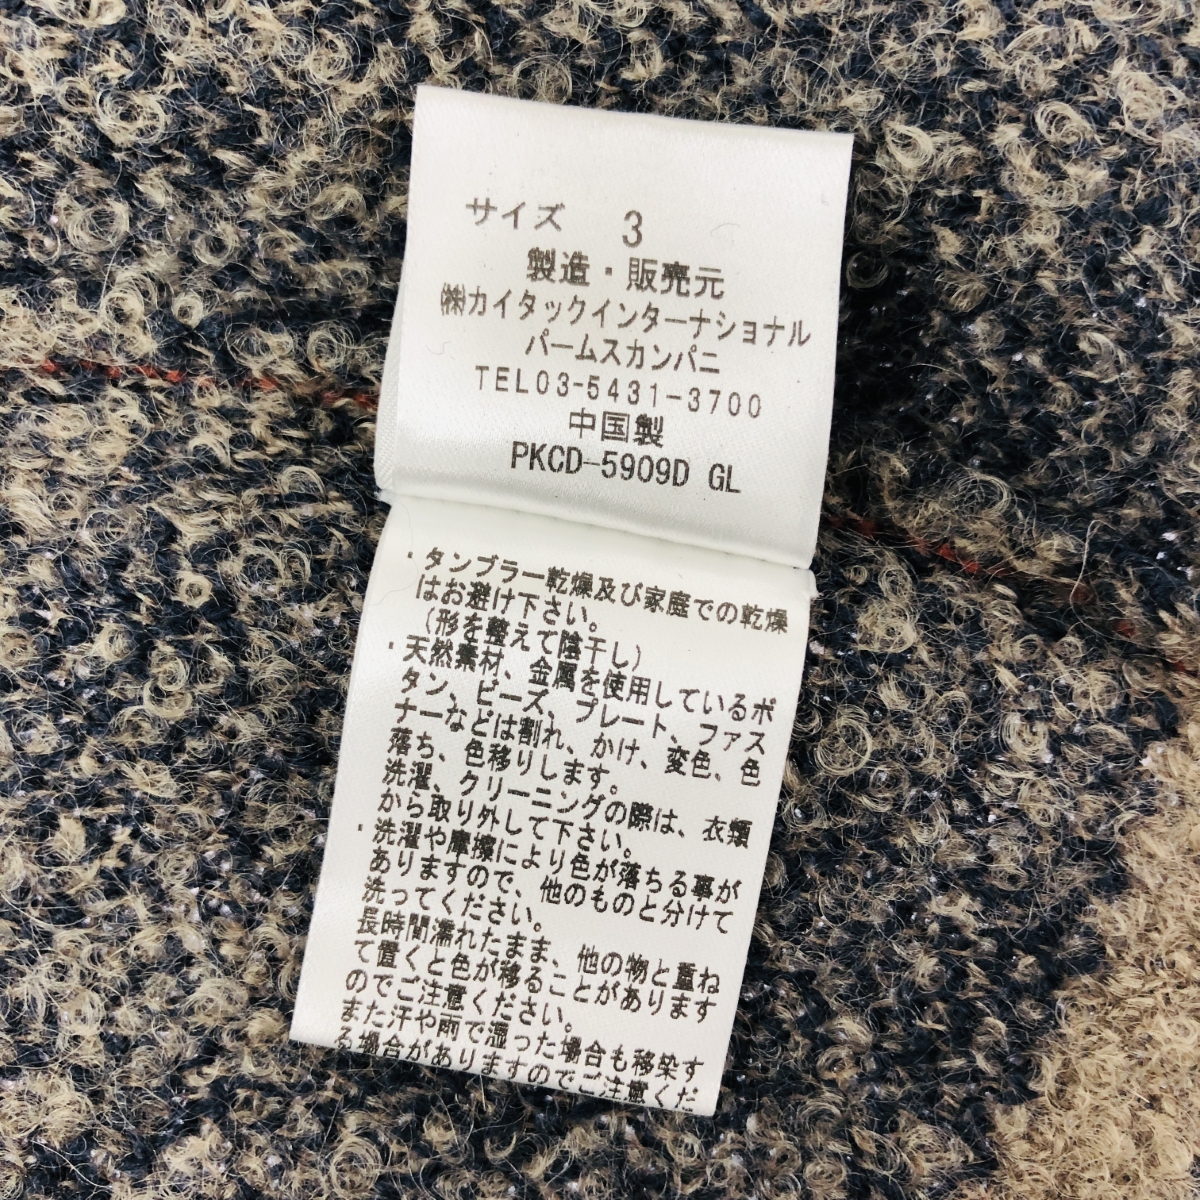 サイズ 3
製造・販売元
㈱カイタックインターナショナル
パームスカンパニ
TEL03-5431-3700
中国製
PKCD-5909D GL
・タンブラー乾燥及び家庭での乾燥
はお避け下さい。
（形を整えて陰干し）
・天然素材、金属を使用しているボ
タン、ビーズ、プレート、ファス
ナーなどは割れ、かけ、変色、色
落ち、色移りします。
洗濯、クリーニングの際は、衣類
から取り外して下さい。
・洗濯や摩擦により色が落ちる事が
ありますので、他のものと分けて
洗ってください。
長時間濡れたまま、他の物と重ね
て置くと色が移ることがあります
のでご注意ください。
また汗や雨で湿った場合も移染す
る場合がありますのでご注意くだ